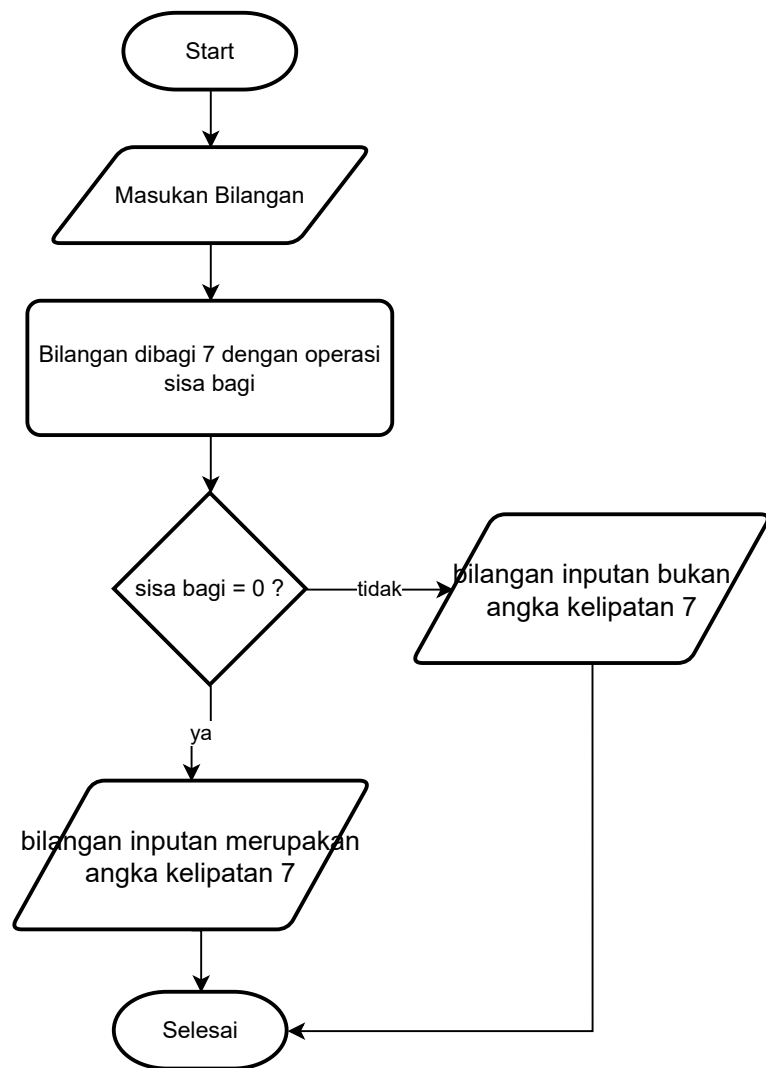 Start
Masukan Bilangan
Bilangan dibagi 7 dengan operasi
sisa bagi
sisa bagi = 0 ?
tidak
bilangan inputan bukan
angka kelipatan 7
ya
bilangan inputan merupakan
angka kelipatan 7
Selesai